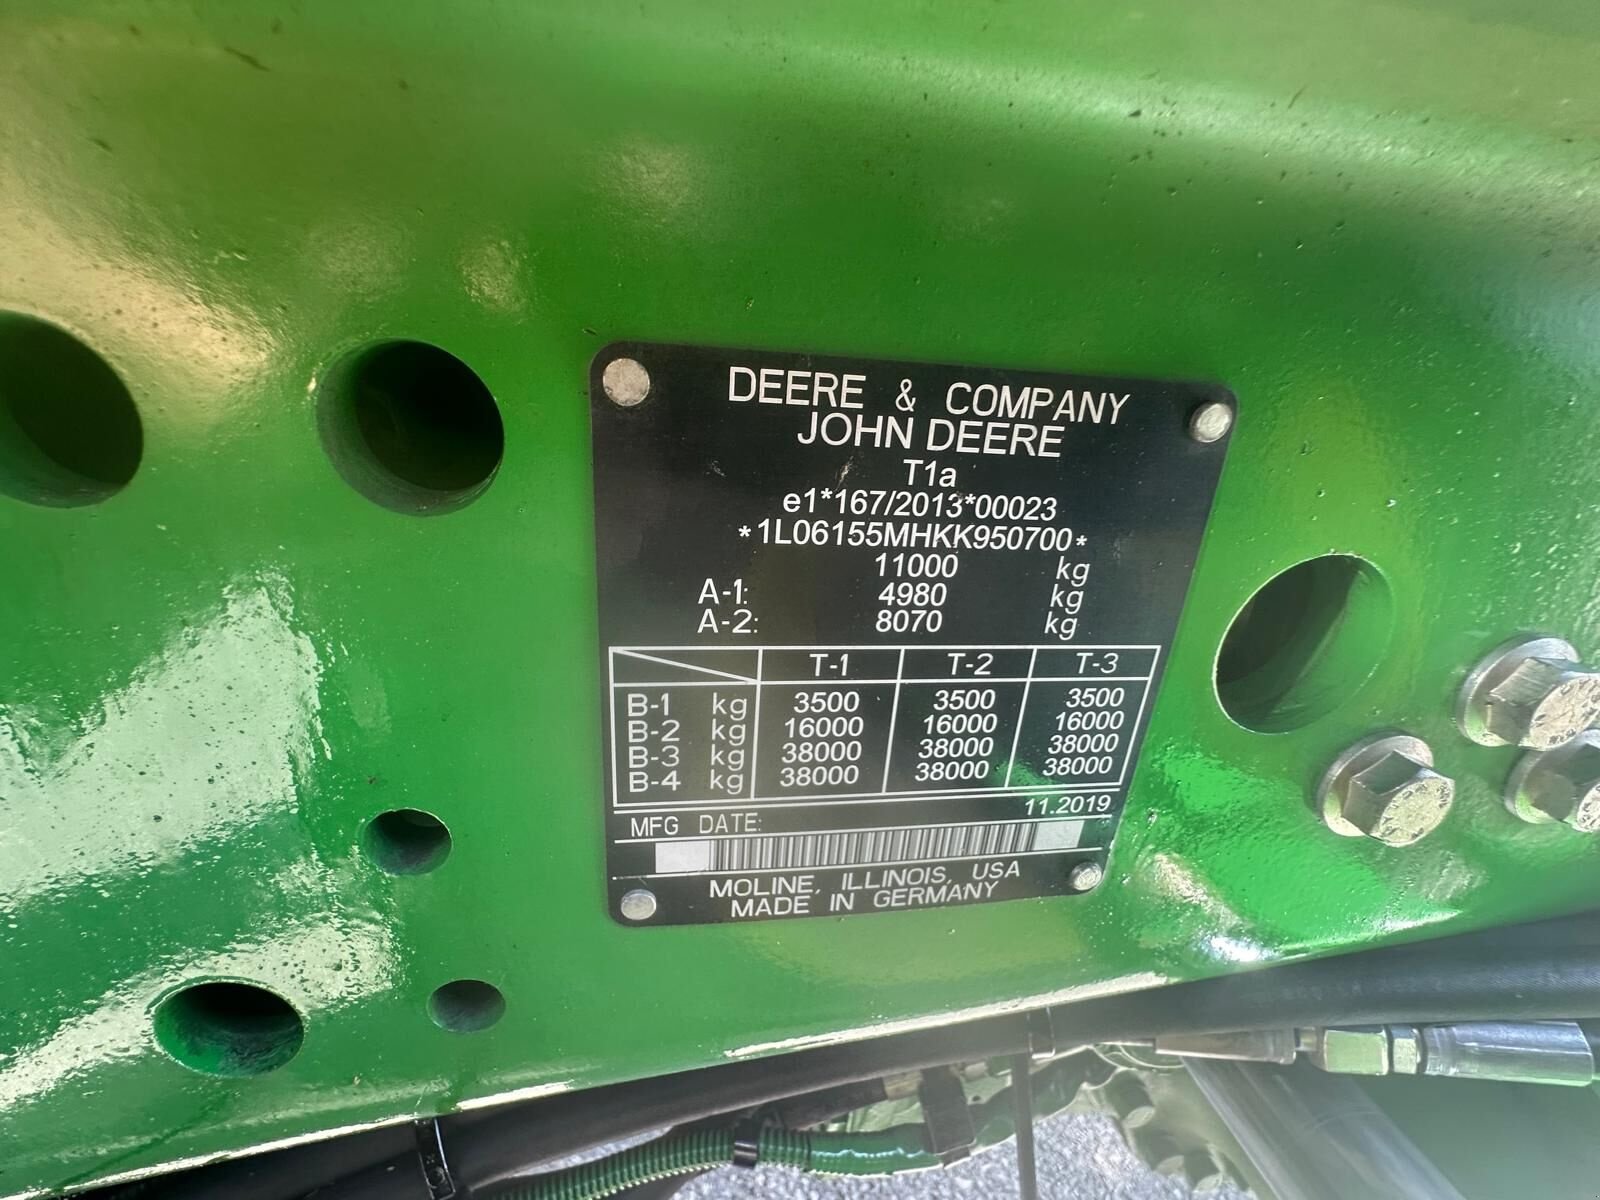 DEERE & COMPANY
JOHN DEERE
T1a
e1*167/2013*00023
*1L06155MHKK950700*
11000 kg
A-1: 4980 kg
A-2: 8070 kg
T-1 T-2 T-3
B-1 kg 3500 3500 3500
B-2 kg 16000 16000 16000
B-3 kg 38000 38000 38000
B-4 kg 38000 38000 38000
MFG DATE: 11.2019
MOLINE, ILLINOIS, USA
MADE IN GERMANY